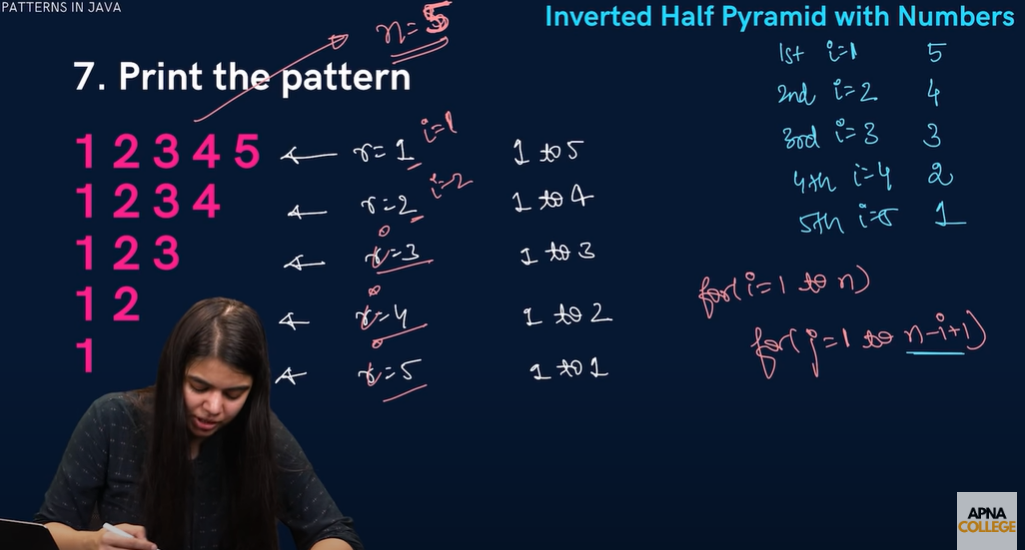 PATTERNS IN JAVA
Inverted Half Pyramid with Numbers
n=5
7. Print the pattern
1 2 3 4 5 ← r=1 i=1 1 to 5
1 2 3 4 ← r=2 i=2 1 to 4
1 2 3 ← r=3 1 to 3
1 2 ← r=4 1 to 2
1 ← r=5 1 to 1
1st i=1 5
2nd i=2 4
3rd i=3 3
4th i=4 2
5th i=5 1
for(i=1 to n)
for(j=1 to n-i+1)
APNA
COLLEGE